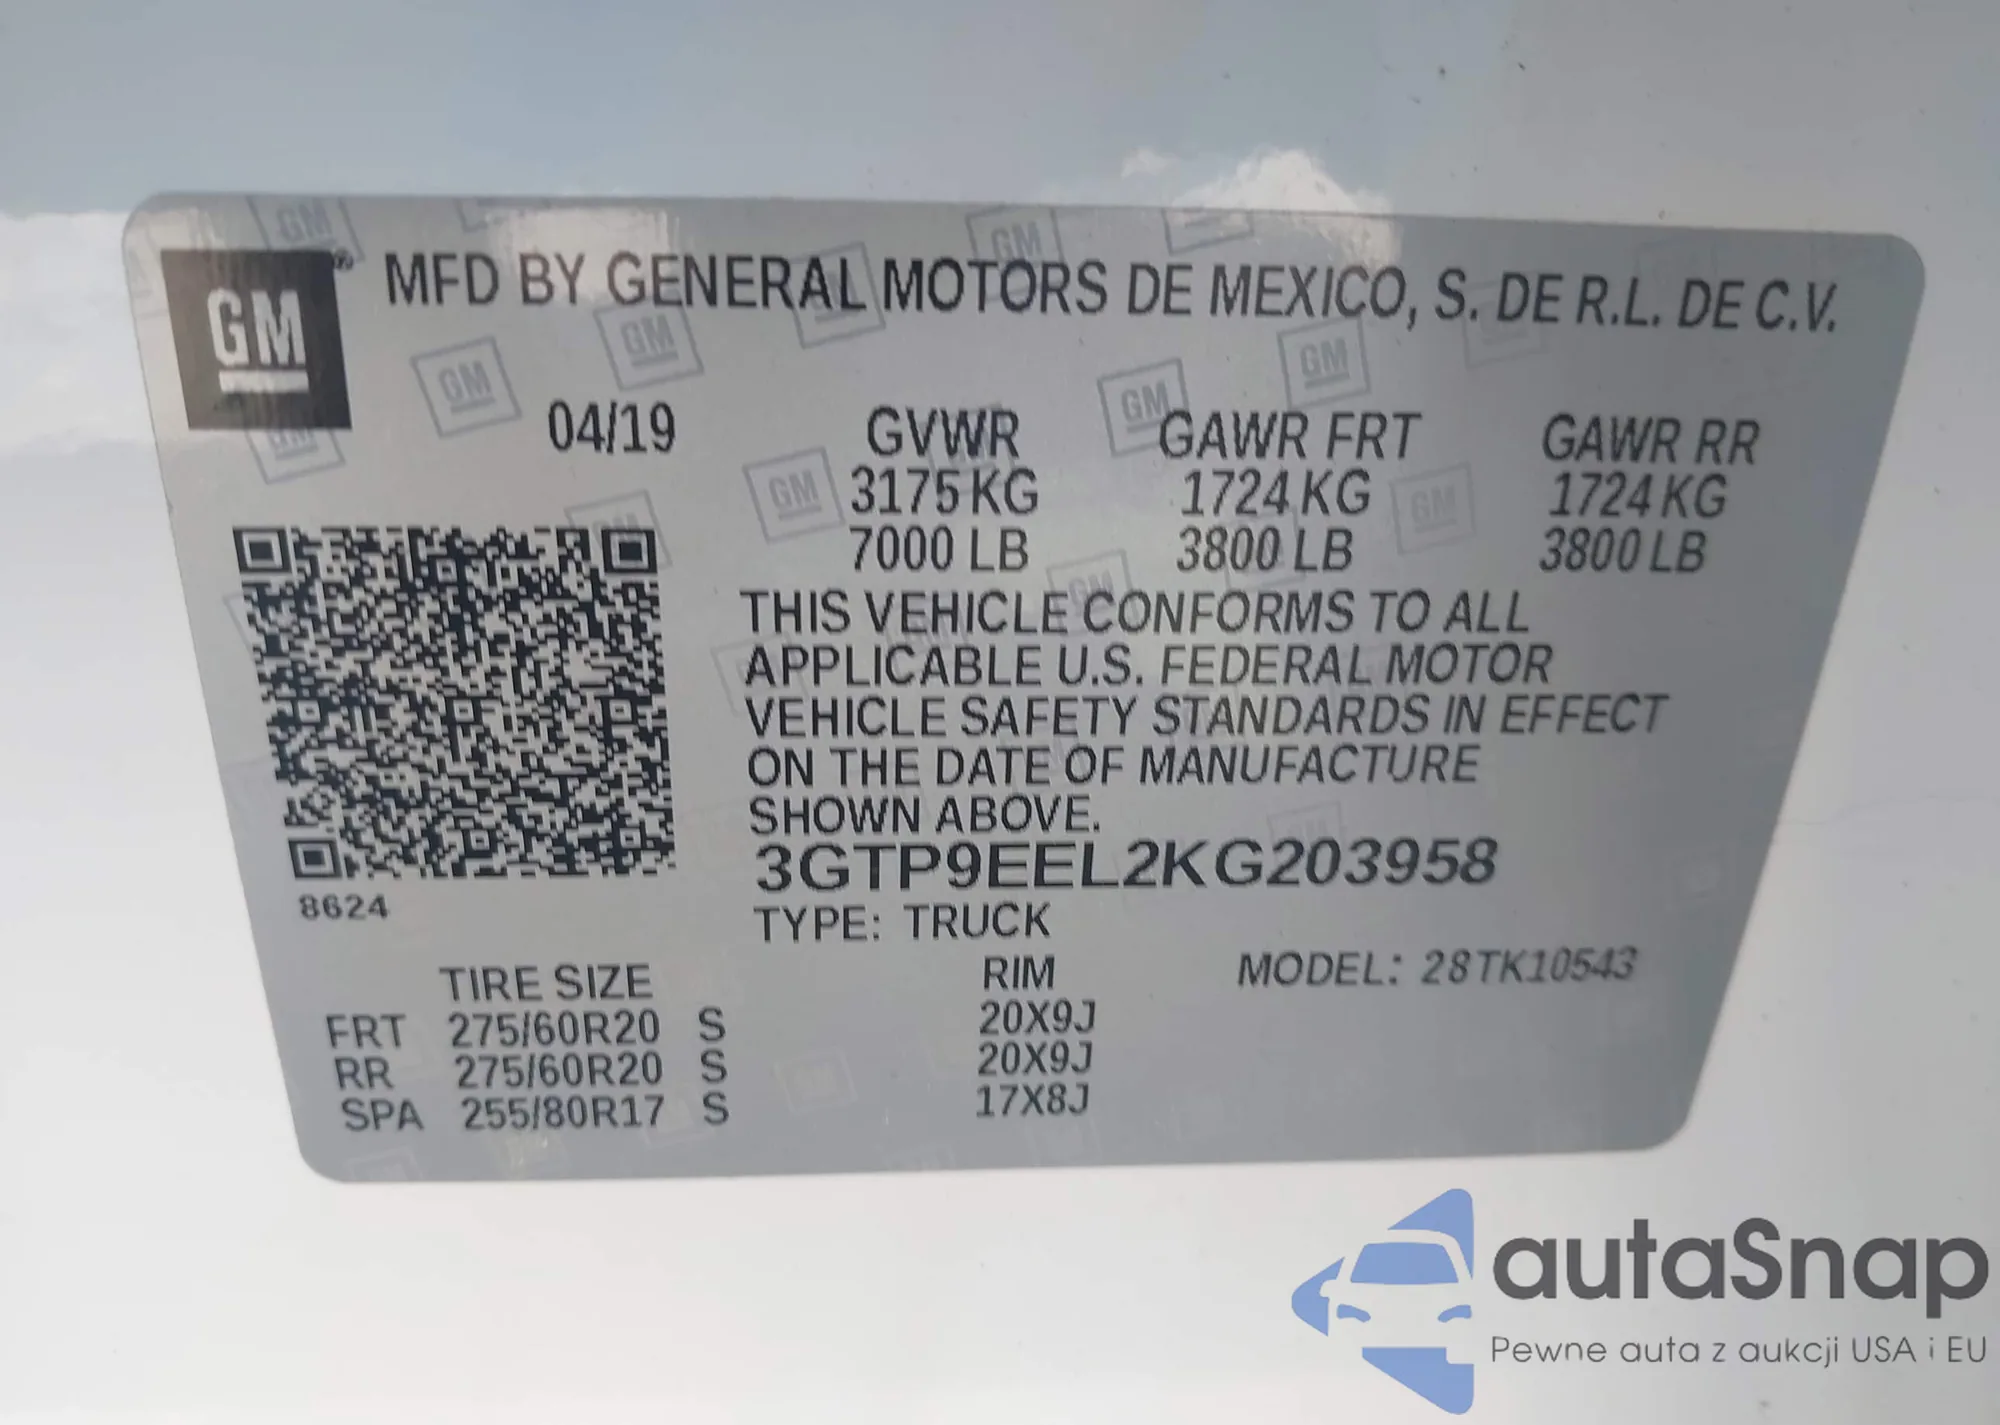 GM
MFD BY GENERAL MOTORS DE MEXICO, S. DE R.L. DE C.V.
04/19 GVWR GAWR FRT GAWR RR
3175 KG 1724 KG 1724 KG
7000 LB 3800 LB 3800 LB
THIS VEHICLE CONFORMS TO ALL
APPLICABLE U.S. FEDERAL MOTOR
VEHICLE SAFETY STANDARDS IN EFFECT
ON THE DATE OF MANUFACTURE
SHOWN ABOVE.
3GTP9EEL2KG203958
8624
TYPE: TRUCK
TIRE SIZE RIM MODEL: 28TK10543
FRT 275/60R20 S 20X9J
RR 275/60R20 S 20X9J
SPA 255/80R17 S 17X8J
autaSnap
Pewne auta z aukcji USA i EU